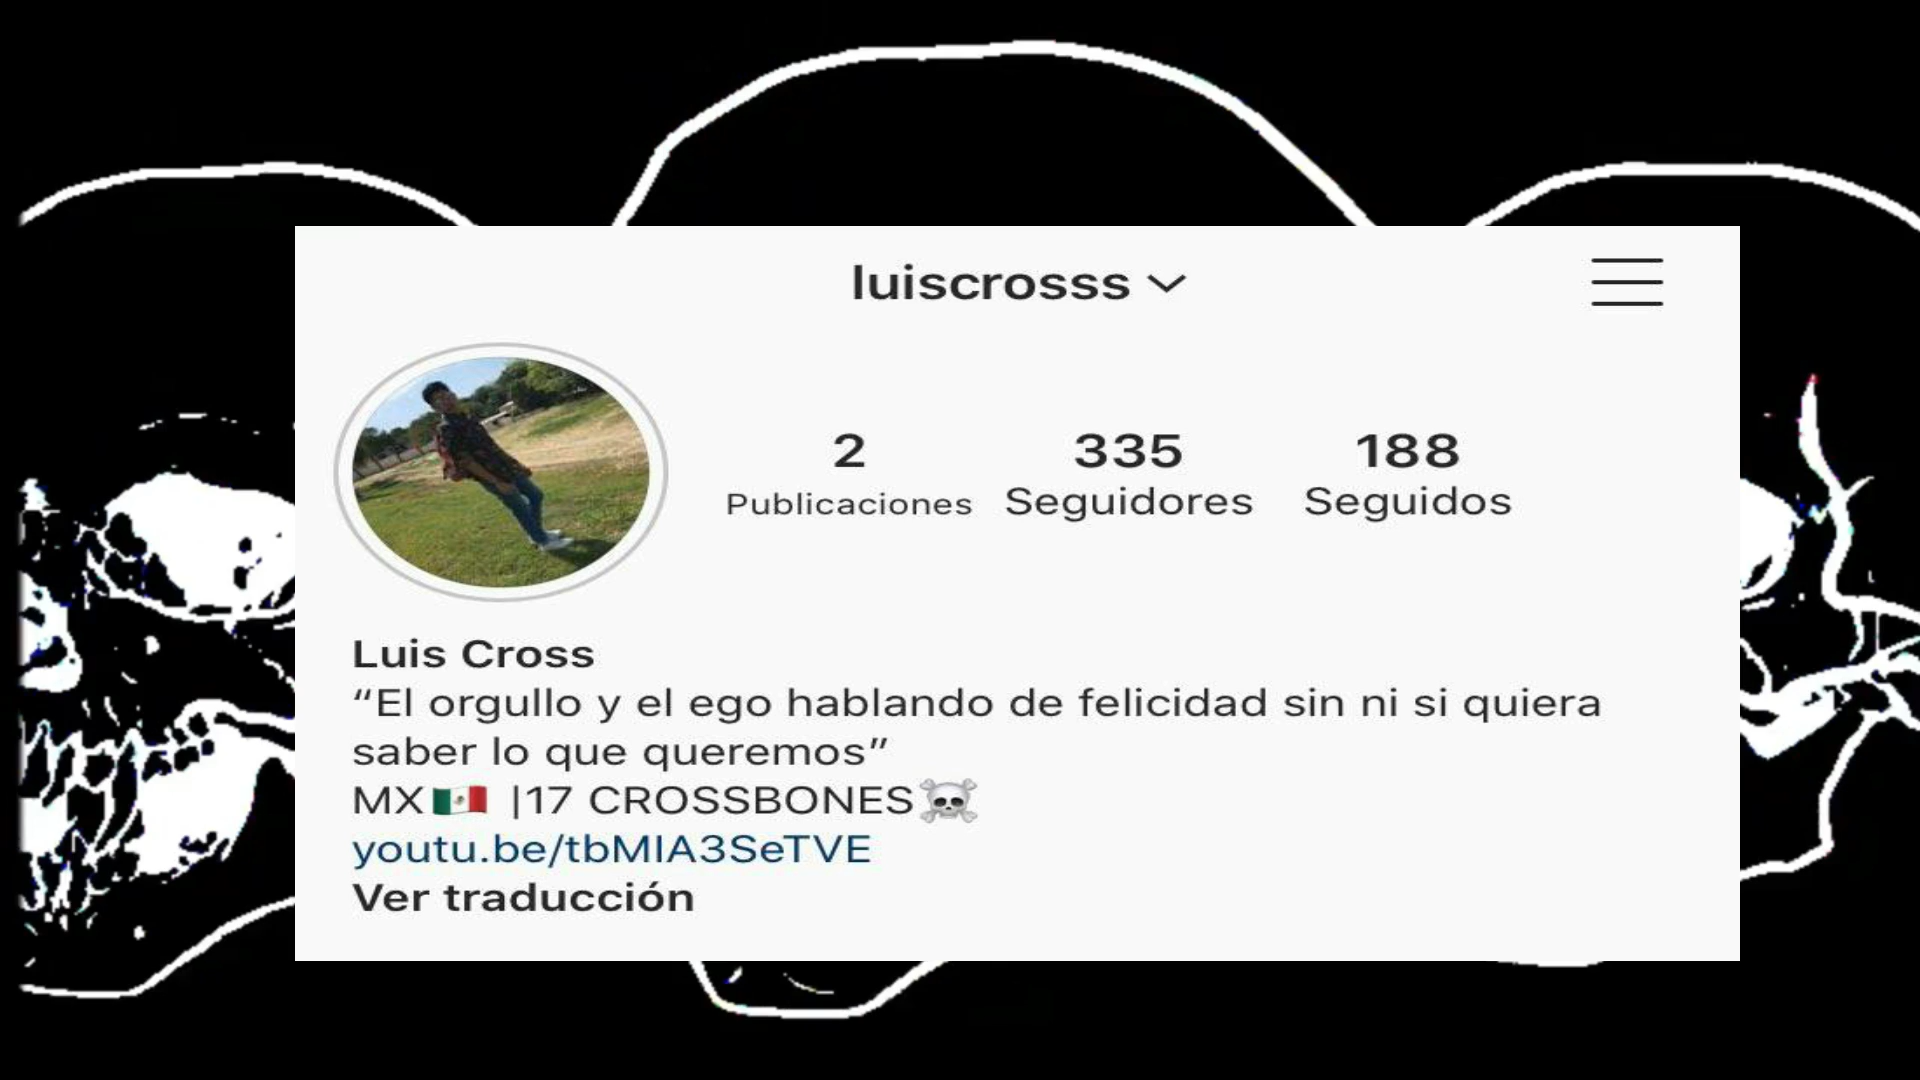 luiscrosss
2 335 188
Publicaciones Seguidores Seguidos
Luis Cross
“El orgullo y el ego hablando de felicidad sin ni si quiera
saber lo que queremos”
MX🇲🇽 |17 CROSSBONES☠️
youtu.be/tbMIA3SeTVE
Ver traducción